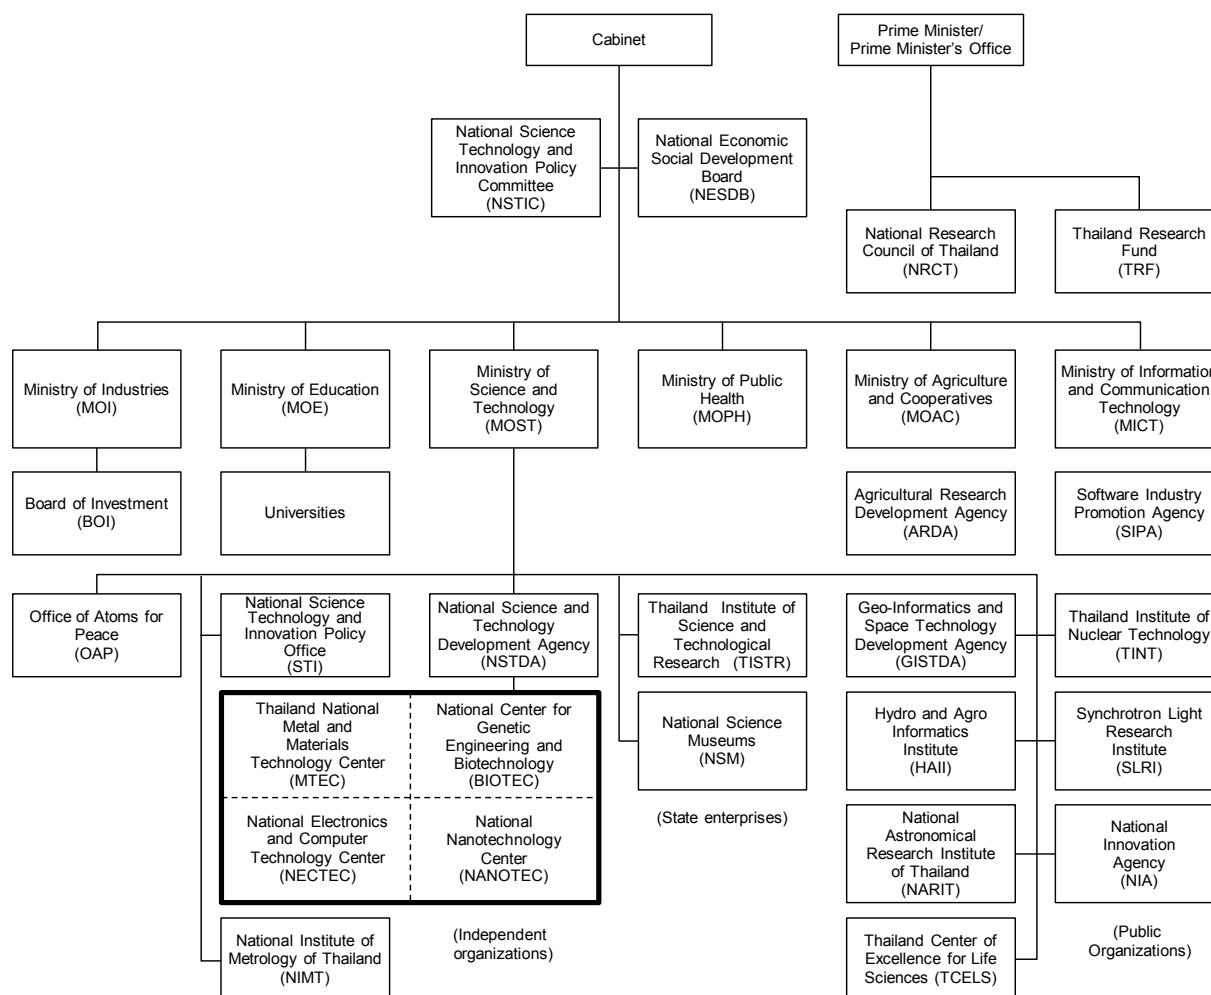 Cabinet
Prime Minister/
Prime Minister's Office
National Science
Technology and
Innovation Policy
Committee
(NSTIC)
National Economic
Social Development
Board
(NESDB)
National Research
Council of Thailand
(NRCT)
Thailand Research
Fund
(TRF)
Ministry of Industries
(MOI)
Ministry of Education
(MOE)
Ministry of
Science and
Technology
(MOST)
Ministry of Public
Health
(MOPH)
Ministry of Agriculture
and Cooperatives
(MOAC)
Ministry of Information
and Communication
Technology
(MICT)
Board of Investment
(BOI)
Universities
Agricultural Research
Development Agency
(ARDA)
Software Industry
Promotion Agency
(SIPA)
Office of Atoms for
Peace
(OAP)
National Science
Technology and
Innovation Policy
Office
(STI)
National Science and
Technology
Development Agency
(NSTDA)
Thailand Institute of
Science and
Technological
Research (TISTR)
Geo-Informatics and
Space Technology
Development Agency
(GISTDA)
Thailand Institute of
Nuclear Technology
(TINT)
Thailand National
Metal and
Materials
Technology Center
(MTEC)
National Center for
Genetic
Engineering and
Biotechnology
(BIOTEC)
National Science
Museums
(NSM)
Hydro and Agro
Informatics
Institute
(HAII)
Synchrotron Light
Research
Institute
(SLRI)
National Electronics
and Computer
Technology Center
(NECTEC)
National
Nanotechnology
Center
(NANOTEC)
(State enterprises)
National
Astronomical
Research Institute
of Thailand
(NARIT)
National
Innovation
Agency
(NIA)
National Institute of
Metrology of Thailand
(NIMT)
(Independent
organizations)
Thailand Center of
Excellence for Life
Sciences (TCELS)
(Public
Organizations)